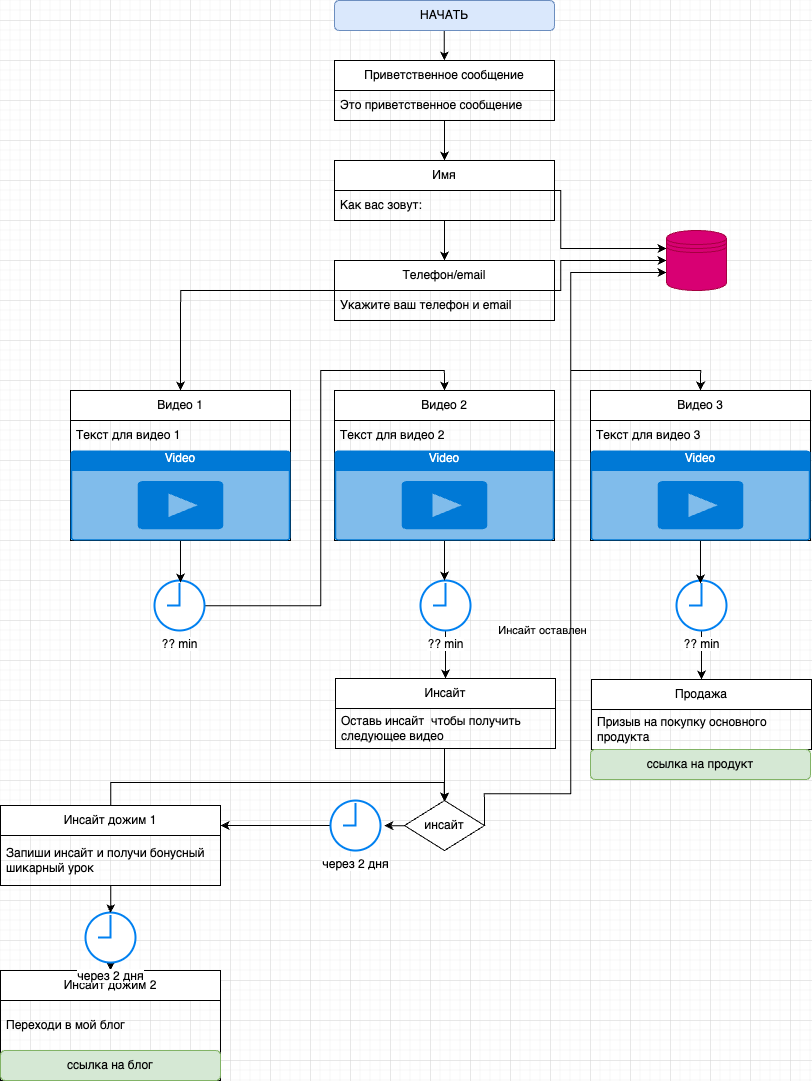 НАЧАТЬ
Приветственное сообщение
Это приветственное сообщение
Имя
Как вас зовут:
Телефон/email
Укажите ваш телефон и email
Видео 1
Текст для видео 1
Video
Видео 2
Текст для видео 2
Video
Видео 3
Текст для видео 3
Video
?? min
?? min
?? min
Инсайт оставлен
Инсайт
Оставь инсайт чтобы получить
следующее видео
Продажа
Призыв на покупку основного
продукта
ссылка на продукт
инсайт
через 2 дня
Инсайт дожим 1
Запиши инсайт и получи бонусный
шикарный урок
через 2 дня
Инсайт дожим 2
Переходи в мой блог
ссылка на блог